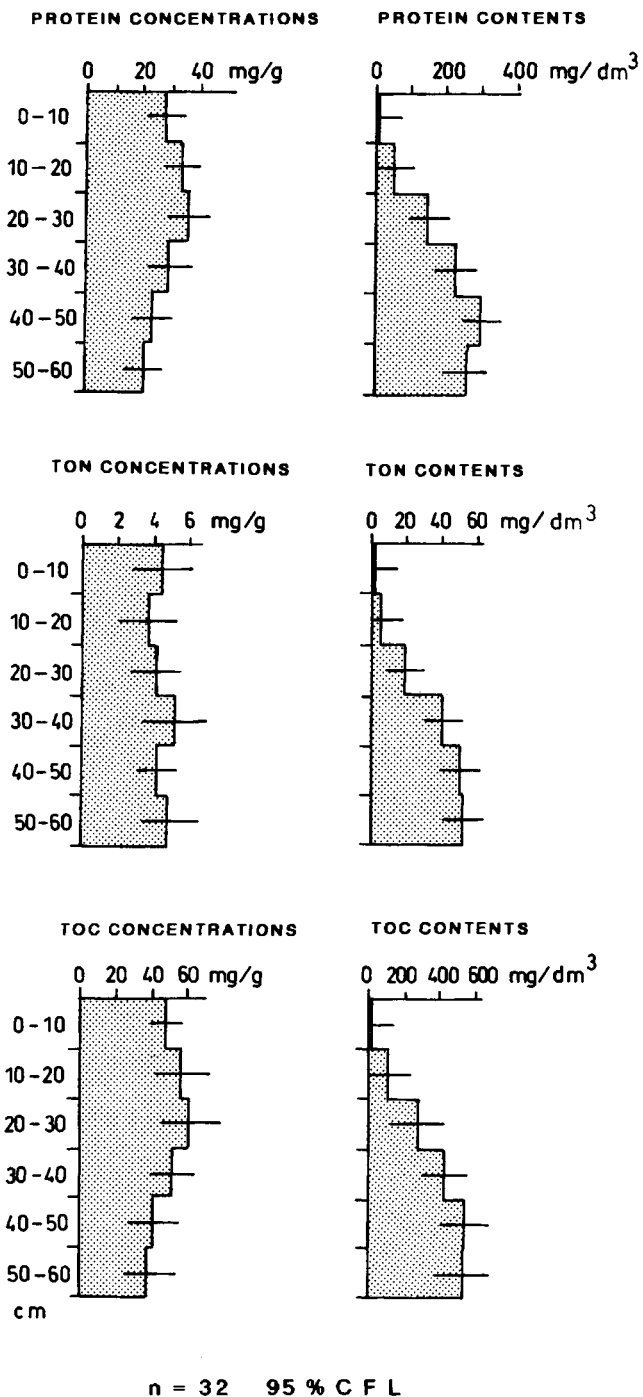 PROTEIN CONCENTRATIONS
PROTEIN CONTENTS
0 20 40 mg/g
0 200 400 mg/dm³
0-10
10-20
20-30
30-40
40-50
50-60
TON CONCENTRATIONS
TON CONTENTS
0 2 4 6 mg/g
0 20 40 60 mg/dm³
0-10
10-20
20-30
30-40
40-50
50-60
TOC CONCENTRATIONS
TOC CONTENTS
0 20 40 60 mg/g
0 200 400 600 mg/dm³
0-10
10-20
20-30
30-40
40-50
50-60
cm
n = 32 95 % C F L